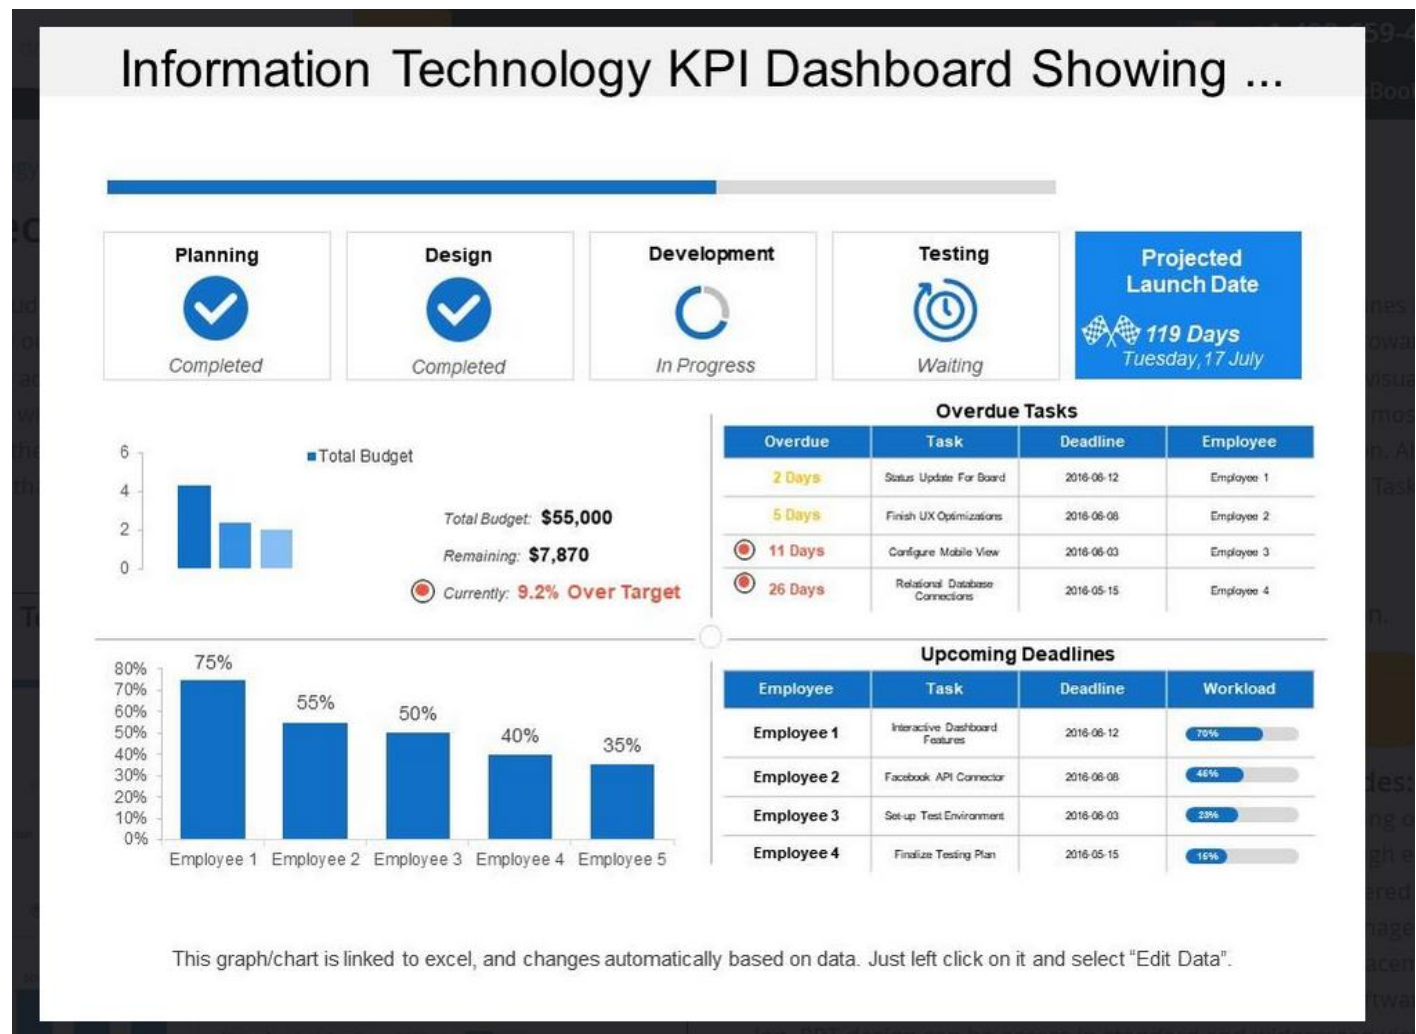 Information Technology KPI Dashboard Showing ...
Planning
Completed
Design
Completed
Development
In Progress
Testing
Waiting
Projected
Launch Date
119 Days
Tuesday,17 July
6
4
2
0
Total Budget
Total Budget: $55,000
Remaining: $7,870
Currently: 9.2% Over Target
Overdue Tasks
Overdue Task Deadline Employee
2 Days Status Update For Board 2016-06-12 Employee 1
5 Days Finish UX Optimizations 2016-06-08 Employee 2
11 Days Configure Mobile View 2016-06-03 Employee 3
26 Days Relational Database Connections 2016-05-15 Employee 4
80%
70%
60%
50%
40%
30%
20%
10%
0%
75%
55%
50%
40%
35%
Employee 1 Employee 2 Employee 3 Employee 4 Employee 5
Upcoming Deadlines
Employee Task Deadline Workload
Employee 1 Interactive Dashboard Features 2016-06-12 70%
Employee 2 Facebook API Connector 2016-06-08 46%
Employee 3 Set-up Test Environment 2016-06-03 23%
Employee 4 Finalize Testing Plan 2016-05-15 15%
This graph/chart is linked to excel, and changes automatically based on data. Just left click on it and select “Edit Data”.